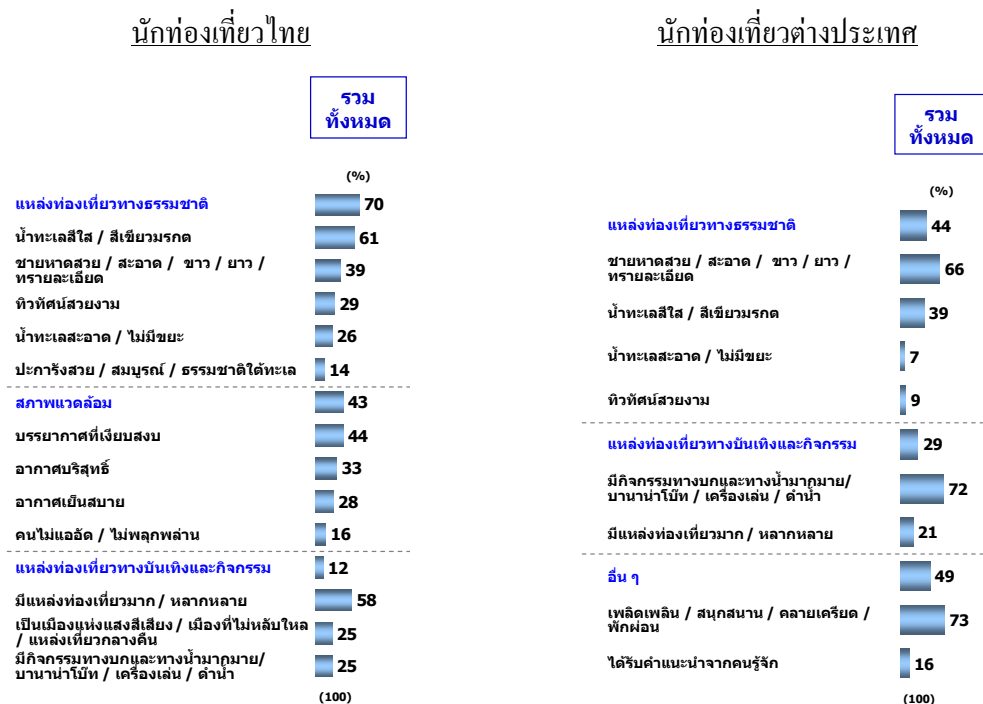 นักท่องเที่ยวไทย
รวม
ทั้งหมด
(%)
แหล่งท่องเที่ยวทางธรรมชาติ 70
น้ำทะเลสีใส / สีเขียวมรกต 61
ชายหาดสวย / สะอาด / ขาว / ยาว /
ทรายละเอียด 39
ทิวทัศน์สวยงาม 29
น้ำทะเลสะอาด / ไม่มีขยะ 26
ปะการังสวย / สมบูรณ์ / ธรรมชาติใต้ทะเล 14
สภาพแวดล้อม 43
บรรยากาศที่เงียบสงบ 44
อากาศบริสุทธิ์ 33
อากาศเย็นสบาย 28
คนไม่แออัด / ไม่พลุกพล่าน 16
แหล่งท่องเที่ยวทางบันเทิงและกิจกรรม 12
มีแหล่งท่องเที่ยวมาก / หลากหลาย 58
เป็นเมืองแห่งแสงสีเสียง / เมืองที่ไม่หลับใหล
/ แหล่งเที่ยวกลางคืน 25
มีกิจกรรมทางบกและทางน้ำมากมาย/
บานาน่าโบ๊ท / เครื่องเล่น / ดำน้ำ 25
(100)
นักท่องเที่ยวต่างประเทศ
รวม
ทั้งหมด
(%)
แหล่งท่องเที่ยวทางธรรมชาติ 44
ชายหาดสวย / สะอาด / ขาว / ยาว /
ทรายละเอียด 66
น้ำทะเลสีใส / สีเขียวมรกต 39
น้ำทะเลสะอาด / ไม่มีขยะ 7
ทิวทัศน์สวยงาม 9
แหล่งท่องเที่ยวทางบันเทิงและกิจกรรม 29
มีกิจกรรมทางบกและทางน้ำมากมาย/
บานาน่าโบ๊ท / เครื่องเล่น / ดำน้ำ 72
มีแหล่งท่องเที่ยวมาก / หลากหลาย 21
อื่น ๆ 49
เพลิดเพลิน / สนุกสนาน / คลายเครียด /
พักผ่อน 73
ได้รับคำแนะนำจากคนรู้จัก 16
(100)